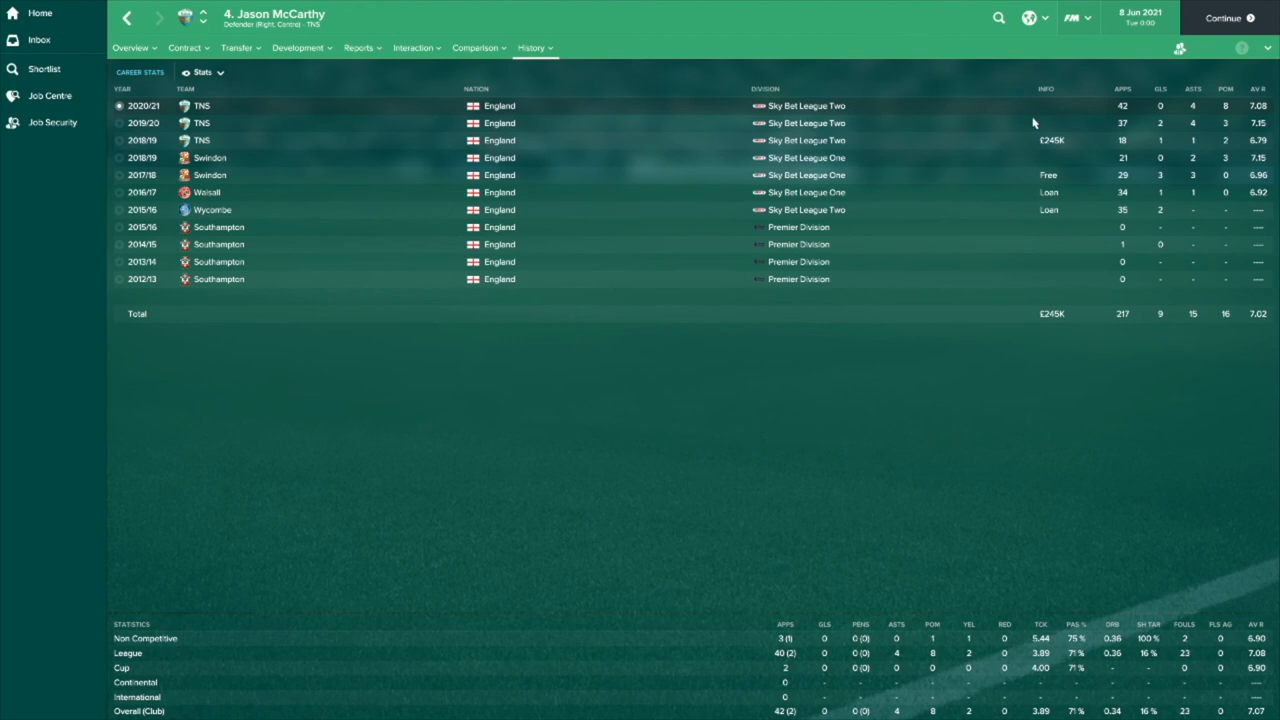 Home
4. Jason McCarthy
Defender (Right, Centre) - TNS
FM
8 Jun 2021
Tue 0:00
Continue
Inbox
Overview Contract Transfer Development Reports Interaction Comparison History
Shortlist
Job Centre
Job Security
CAREER STATS Stats
YEAR TEAM NATION DIVISION INFO APPS GLS ASTS POM AV R
2020/21 TNS England Sky Bet League Two 42 0 4 8 7.08
2019/20 TNS England Sky Bet League Two 37 2 4 3 7.15
2018/19 TNS England Sky Bet League Two £245K 18 1 1 2 6.79
2018/19 Swindon England Sky Bet League One 21 0 2 3 7.15
2017/18 Swindon England Sky Bet League One Free 29 3 3 0 6.96
2016/17 Walsall England Sky Bet League One Loan 34 1 1 0 6.92
2015/16 Wycombe England Sky Bet League Two Loan 35 2 - - ----
2015/16 Southampton England Premier Division 0 - - - ----
2014/15 Southampton England Premier Division 1 0 - - ----
2013/14 Southampton England Premier Division 0 - - - ----
2012/13 Southampton England Premier Division 0 - - - ----
Total £245K 217 9 15 16 7.02
STATISTICS APPS GLS PENS ASTS POM YEL RED TCK PAS % DRB SH TAR FOULS FLS AG AV R
Non Competitive 3 (1) 0 0 (0) 0 1 1 0 5.44 75 % 0.36 100 % 2 0 6.90
League 40 (2) 0 0 (0) 4 8 2 0 3.89 71 % 0.36 16 % 23 0 7.08
Cup 2 0 0 (0) 0 0 0 0 4.00 71 % - - 0 0 6.90
Continental 0 - - - - - - - - - - - - ----
International 0 - - - - - - - - - - - - ----
Overall (Club) 42 (2) 0 0 (0) 4 8 2 0 3.89 71 % 0.34 16 % 23 0 7.07